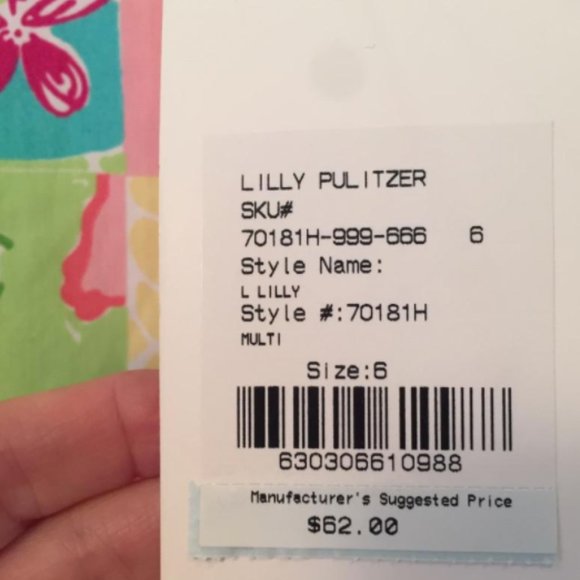 LILLY PULITZER
SKU#
70181H-999-666 6
Style Name:
L LILLY
Style #:70181H
MULTI
Size:6
630306610988
Manufacturer's Suggested Price
$62.00